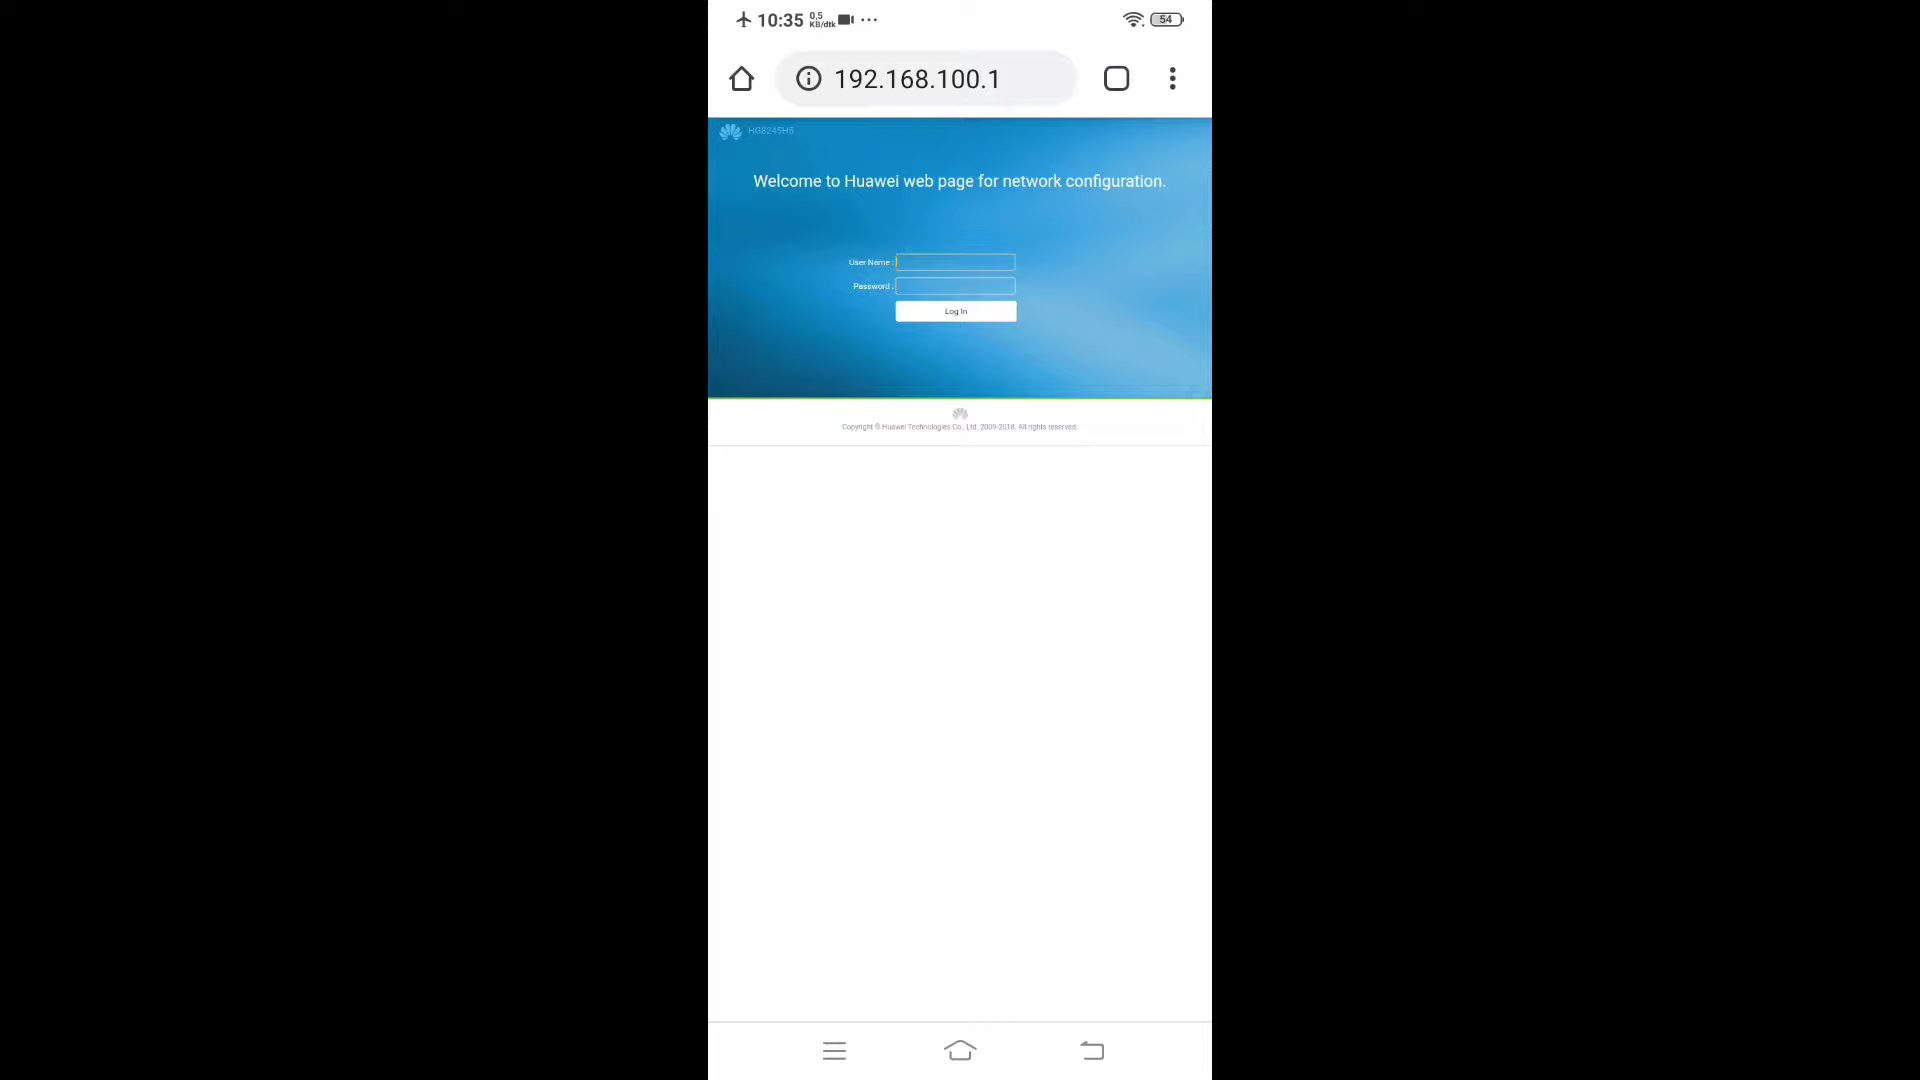 10:35 0,5 KB/dtk ... 54
192.168.100.1
HG8245H5
Welcome to Huawei web page for network configuration.
User Name :
Password :
Log In
Copyright © Huawei Technologies Co., Ltd. 2009-2018. All rights reserved.